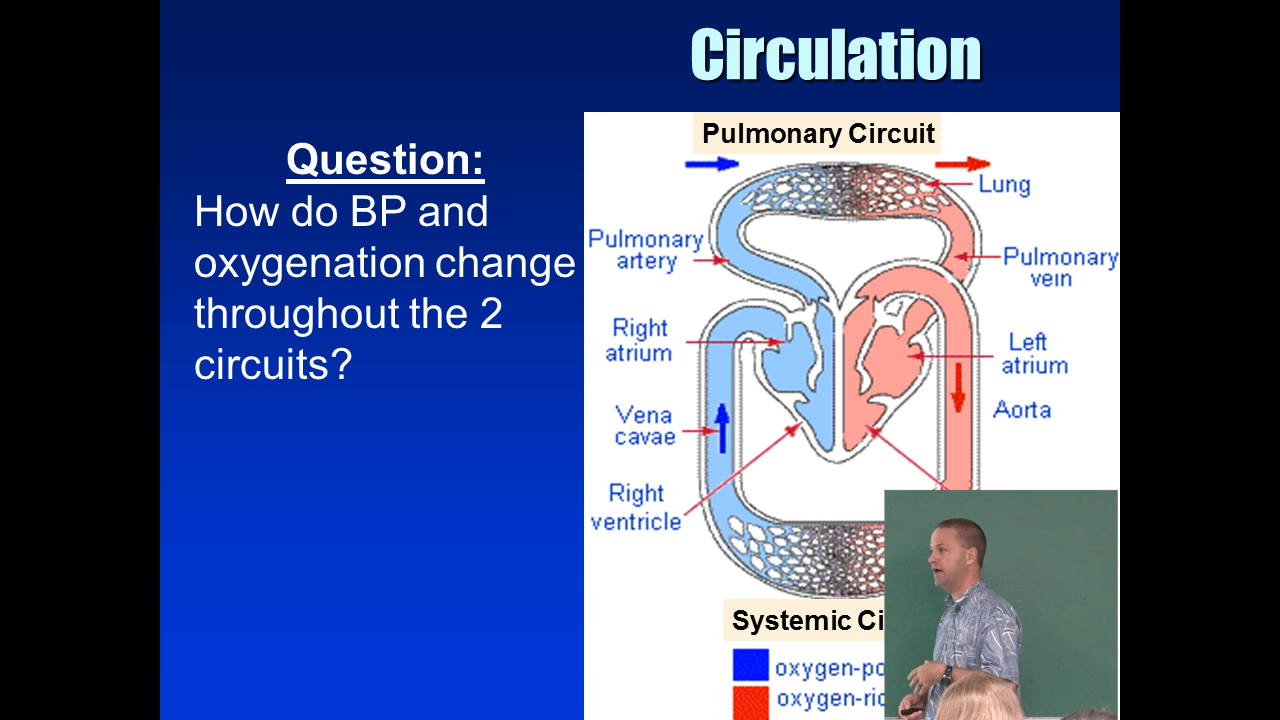 Circulation
Question:
How do BP and
oxygenation change
throughout the 2
circuits?
Pulmonary Circuit
Lung
Pulmonary
artery
Pulmonary
vein
Right
atrium
Left
atrium
Vena
cavae
Aorta
Right
ventricle
Systemic